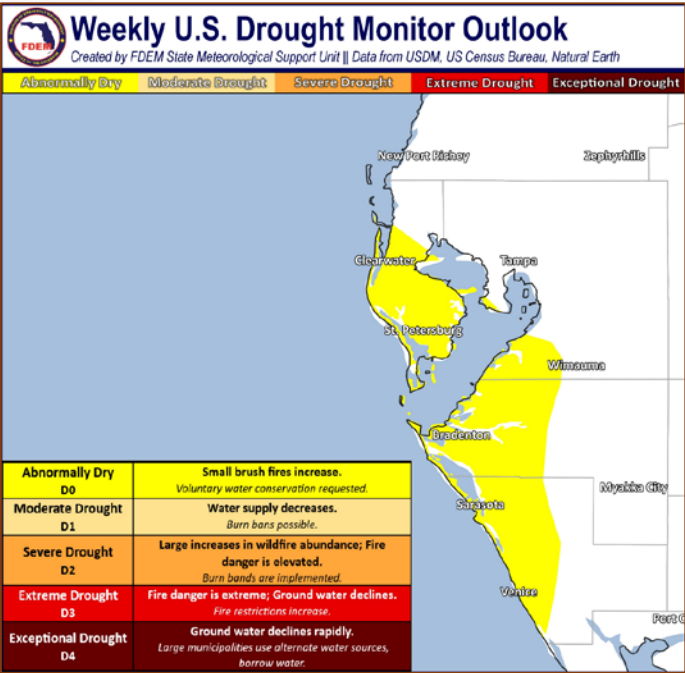 Weekly U.S. Drought Monitor Outlook
FDEM
Created by FDEM State Meteorological Support Unit || Data from USDM, US Census Bureau, Natural Earth
Abnormally Dry Moderate Drought Severe Drought Extreme Drought Exceptional Drought
New Port Richey Zephyrhills
Clearwater Tampa
St. Petersburg
Wimauma
Bradenton
Myakka City
Sarasota
Venice
Port C
Abnormally Dry
D0
Small brush fires increase.
Voluntary water conservation requested.
Moderate Drought
D1
Water supply decreases.
Burn bans possible.
Severe Drought
D2
Large increases in wildfire abundance; Fire
danger is elevated.
Burn bands are implemented.
Extreme Drought
D3
Fire danger is extreme; Ground water declines.
Fire restrictions increase.
Exceptional Drought
D4
Ground water declines rapidly.
Large municipalities use alternate water sources,
borrow water.